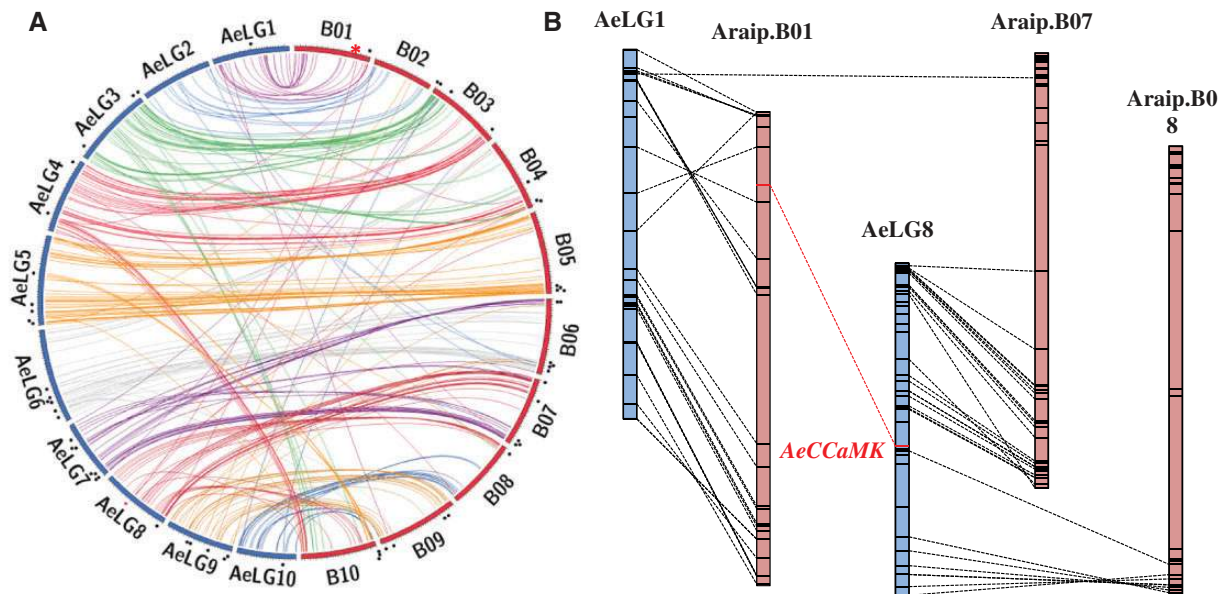 A
AeLG1
AeLG2
AeLG3
AeLG4
AeLG5
AeLG6
AeLG7
AeLG8
AeLG9
AeLG10
B01
*
B02
B03
B04
B05
B06
B07
B08
B09
B10
B
AeLG1
Araip.B01
AeLG8
AeCCaMK
Araip.B07
Araip.B0
8